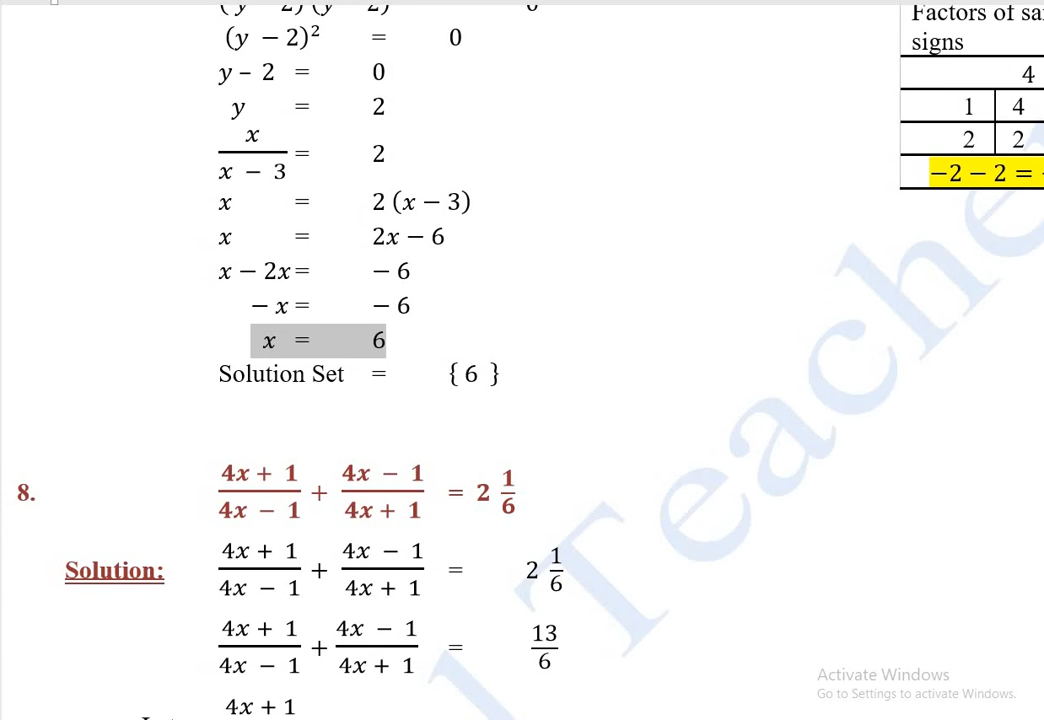 (y − 2)² = 0
y − 2 = 0
y = 2
x / x − 3 = 2
x = 2 (x − 3)
x = 2x − 6
x − 2x = − 6
− x = − 6
x = 6
Solution Set = { 6 }
Factors of
signs
4
1 4
2 2
−2 − 2 =
8. 4x + 1 / 4x − 1 + 4x − 1 / 4x + 1 = 2 1/6
Solution: 4x + 1 / 4x − 1 + 4x − 1 / 4x + 1 = 2 1/6
4x + 1 / 4x − 1 + 4x − 1 / 4x + 1 = 13/6
4x + 1
Teache
Activate Windows
Go to Settings to activate Windows.